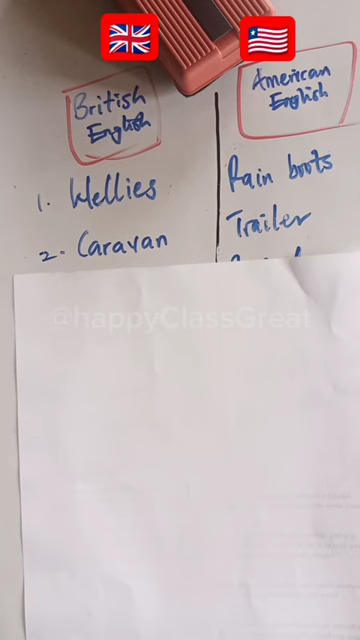 British
English
American
English
1. Wellies
Rain boots
2. Caravan
Trailer
@happyClassGreat